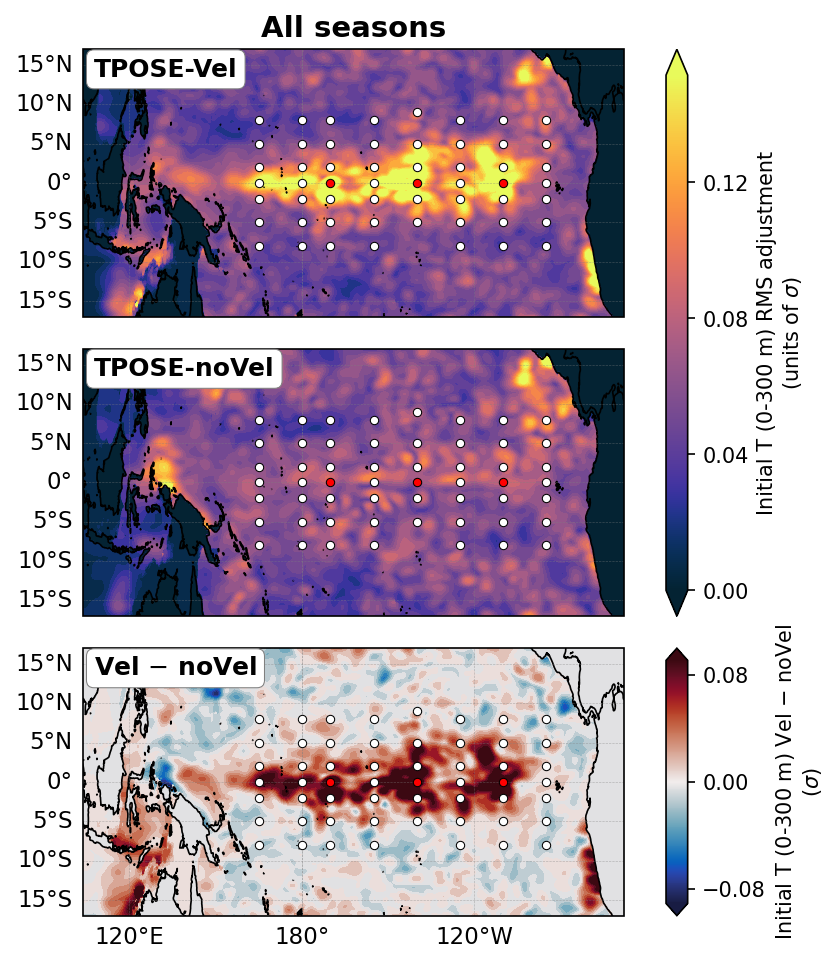 All seasons
TPOSE-Vel
15°N
10°N
5°N
0°
5°S
10°S
15°S
TPOSE-noVel
15°N
10°N
5°N
0°
5°S
10°S
15°S
Vel − noVel
15°N
10°N
5°N
0°
5°S
10°S
15°S
120°E
180°
120°W
0.12
0.08
0.04
0.00
Initial T (0-300 m) RMS adjustment
(units of σ)
0.08
0.00
−0.08
Initial T (0-300 m) Vel − noVel
(σ)